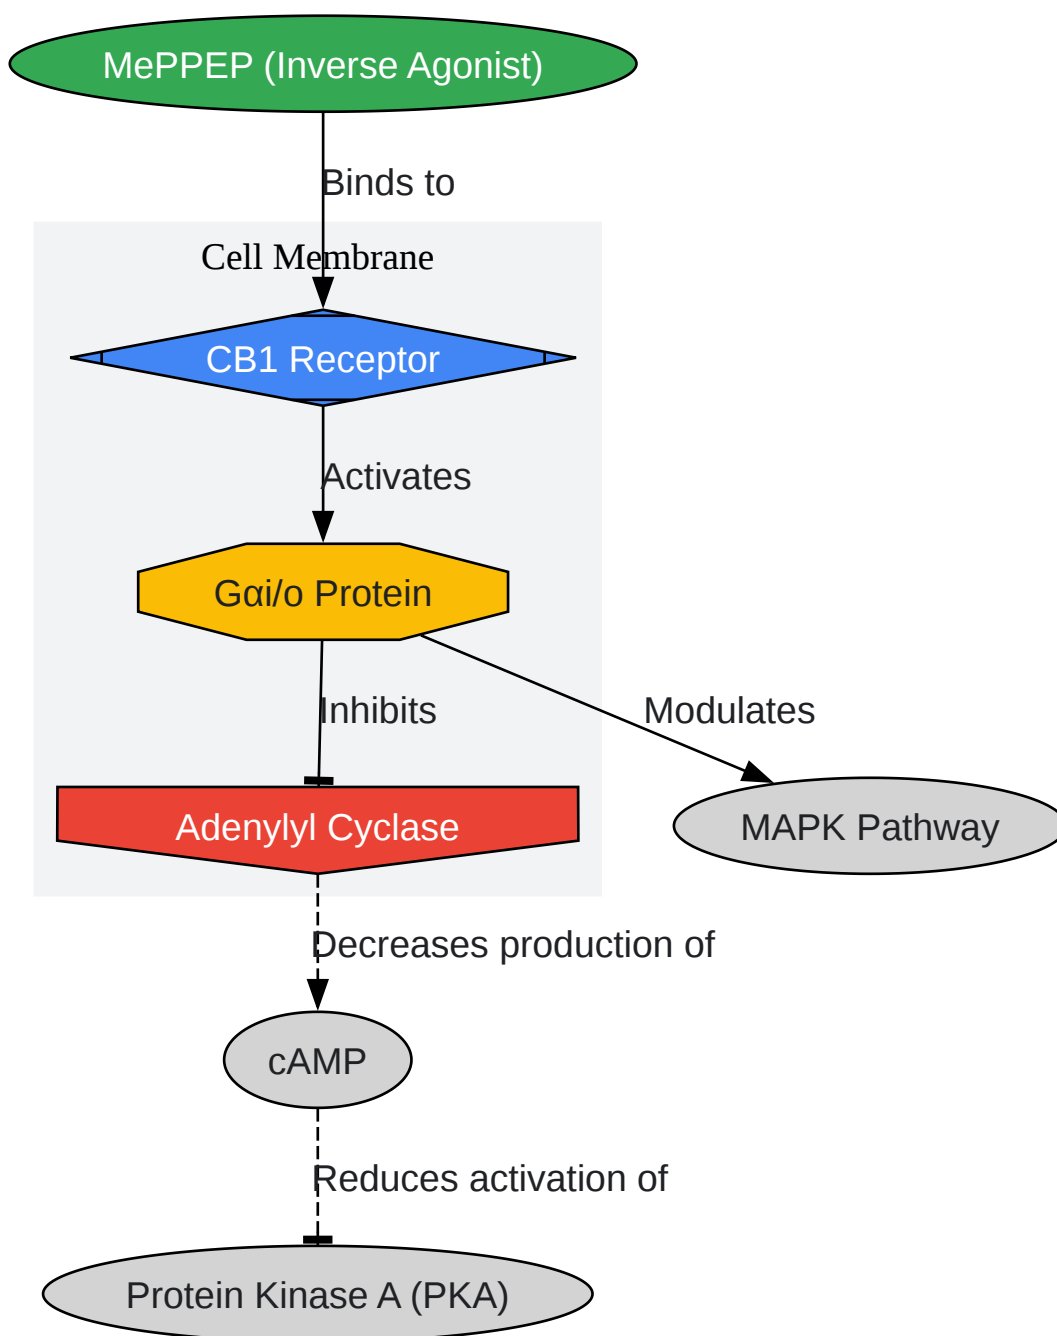 MePPEP (Inverse Agonist)
Binds to
Cell Membrane
CB1 Receptor
Activates
Gαi/o Protein
Inhibits
Modulates
Adenylyl Cyclase
MAPK Pathway
Decreases production of
cAMP
Reduces activation of
Protein Kinase A (PKA)